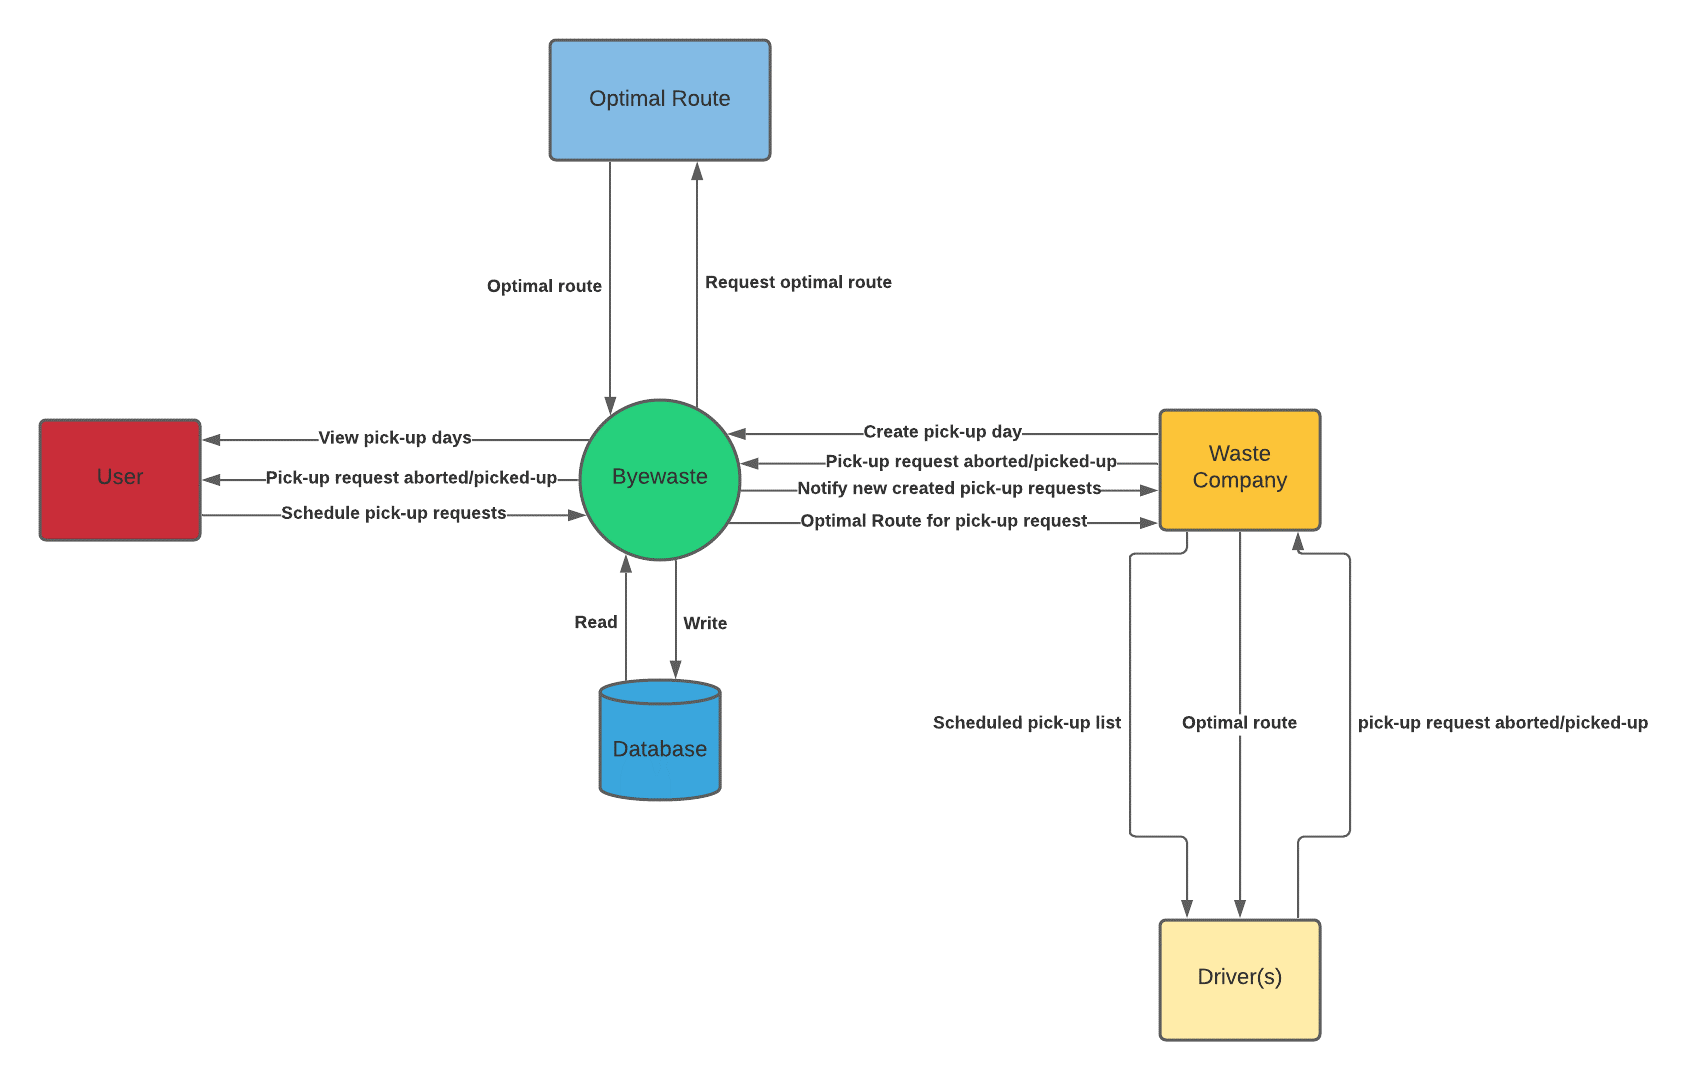 Optimal Route
Optimal route
Request optimal route
User
View pick-up days
Pick-up request aborted/picked-up
Schedule pick-up requests
Byewaste
Create pick-up day
Pick-up request aborted/picked-up
Notify new created pick-up requests
Optimal Route for pick-up request
Waste
Company
Read
Write
Database
Scheduled pick-up list
Optimal route
pick-up request aborted/picked-up
Driver(s)